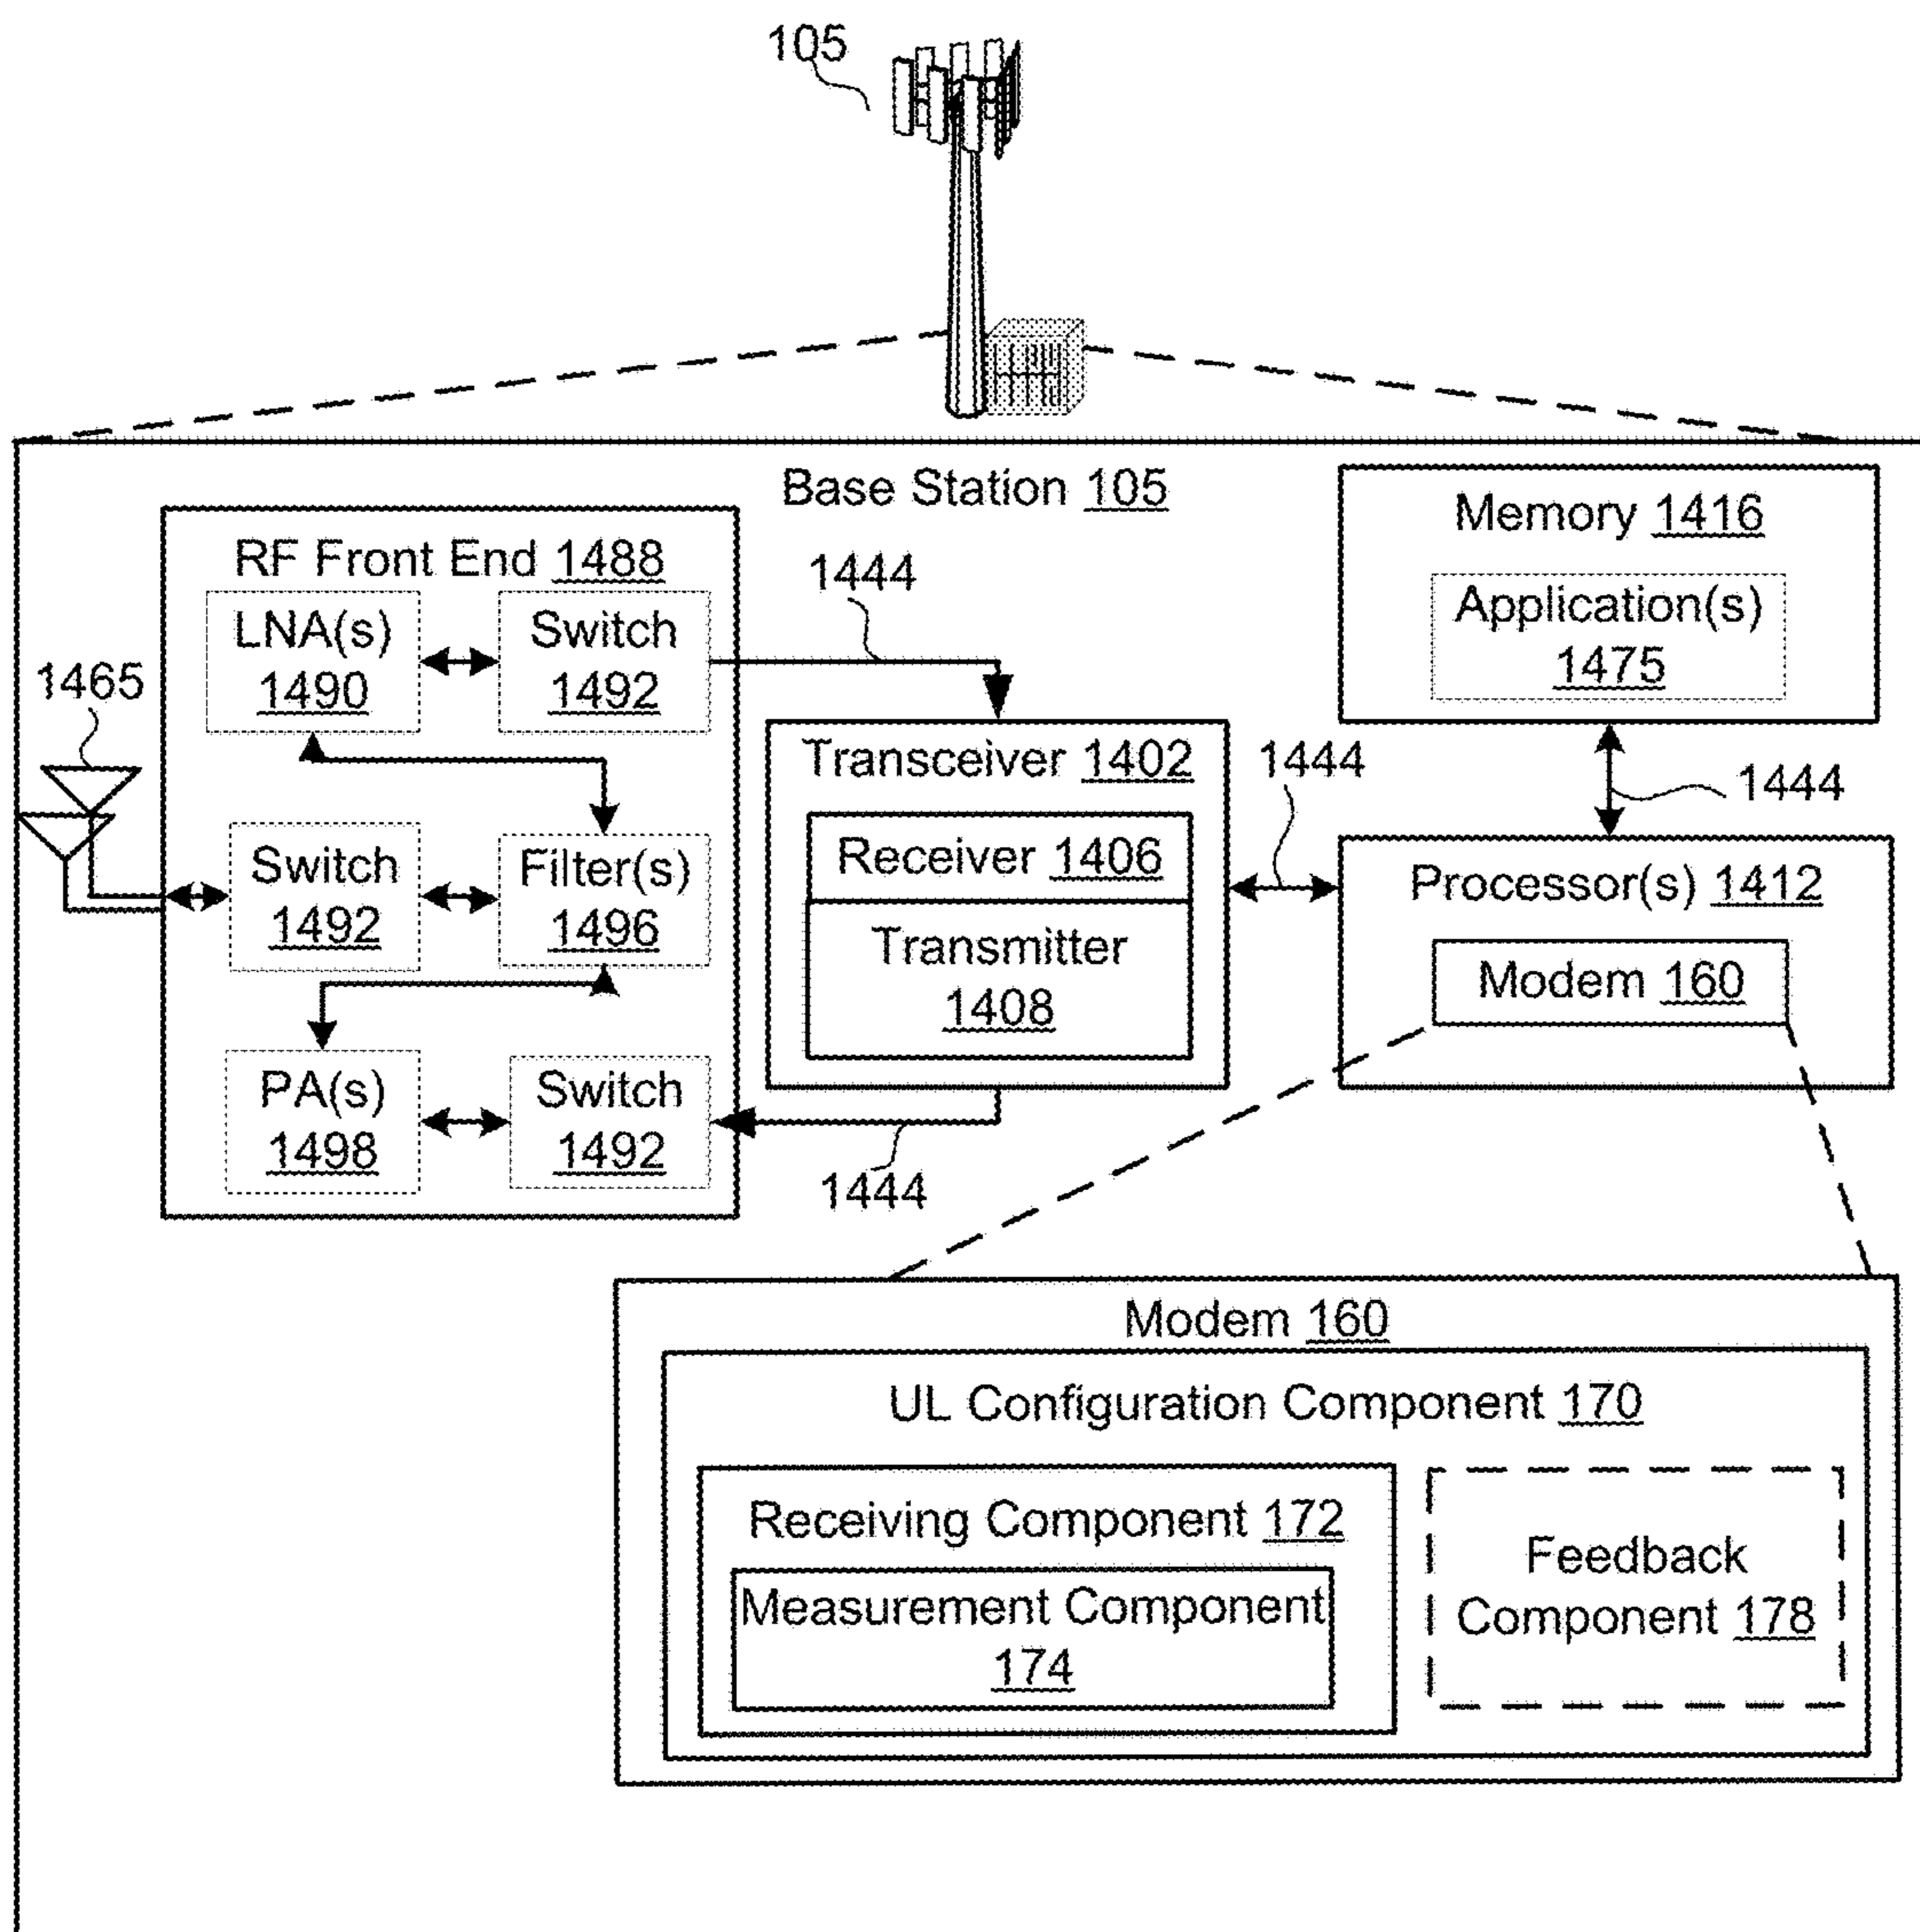 105
Base Station 105
Memory 1416
Application(s)
1475
RF Front End 1488
1444
LNA(s)
1490
Switch
1492
1465
Transceiver 1402
1444
1444
Receiver 1406
Transmitter
1408
Switch
1492
Filter(s)
1496
Processor(s) 1412
Modem 160
PA(s)
1498
Switch
1492
1444
Modem 160
UL Configuration Component 170
Receiving Component 172
Measurement Component
174
Feedback
Component 178